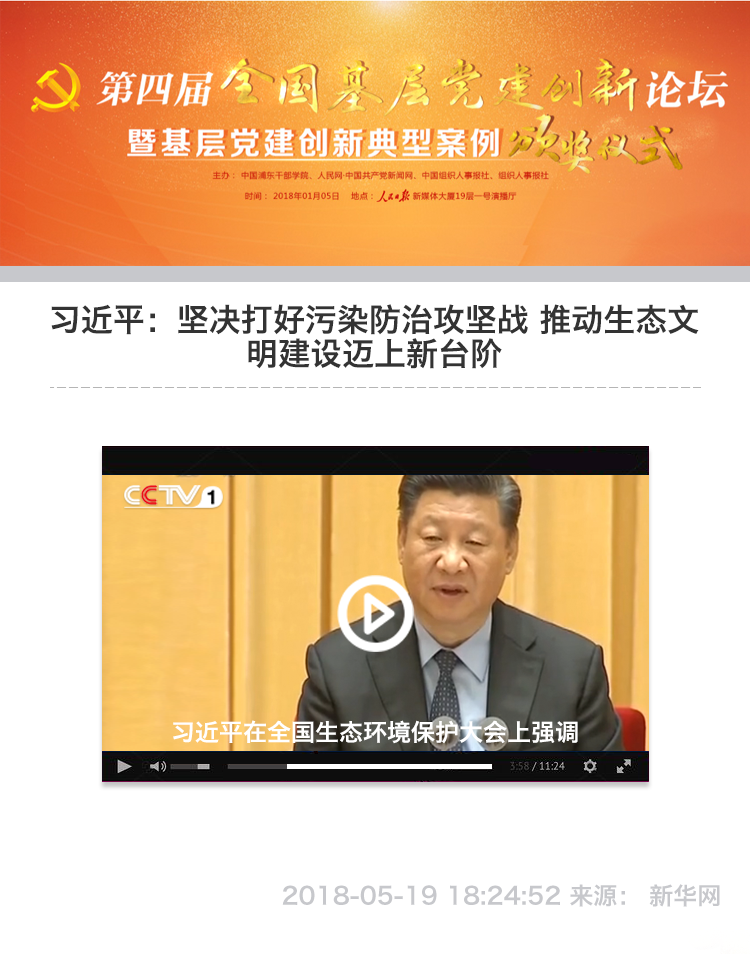 第四届全国基层党建创新论坛
暨基层党建创新典型案例颁奖仪式
主办：中国浦东干部学院、人民网·中国共产党新闻网、中国组织人事报社、组织人事报社
时间：2018年01月05日 地点：人民日报新媒体大厦19层一号演播厅
习近平：坚决打好污染防治攻坚战 推动生态文
明建设迈上新台阶
CCTV 1
习近平在全国生态环境保护大会上强调
3:58 / 11:24
2018-05-19 18:24:52 来源： 新华网